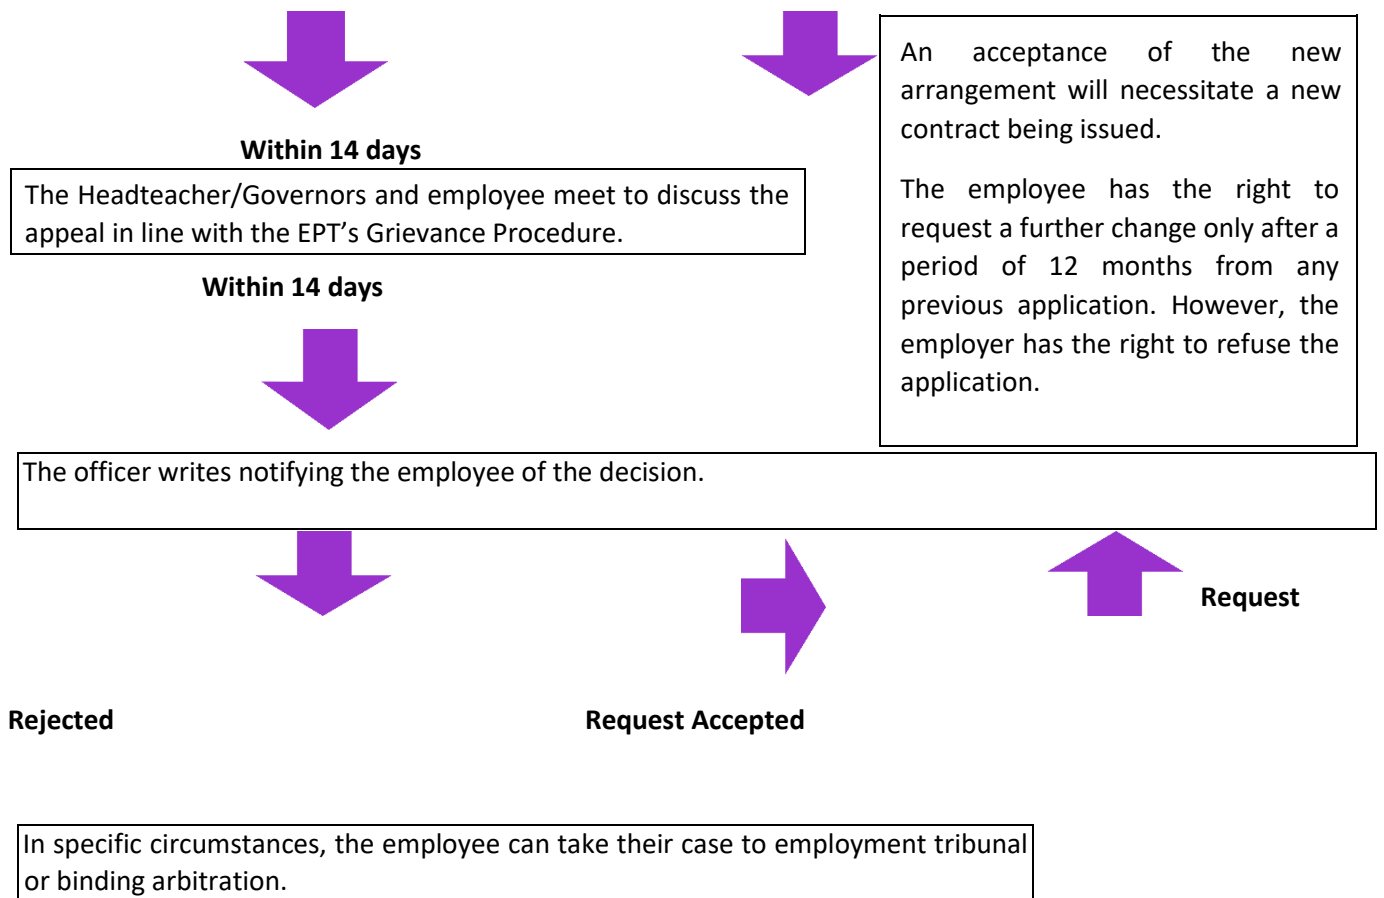 An acceptance of the new
arrangement will necessitate a new
contract being issued.
The employee has the right to
request a further change only after a
period of 12 months from any
previous application. However, the
employer has the right to refuse the
application.
Within 14 days
The Headteacher/Governors and employee meet to discuss the
appeal in line with the EPT’s Grievance Procedure.
Within 14 days
The officer writes notifying the employee of the decision.
Request
Rejected
Request Accepted
In specific circumstances, the employee can take their case to employment tribunal
or binding arbitration.